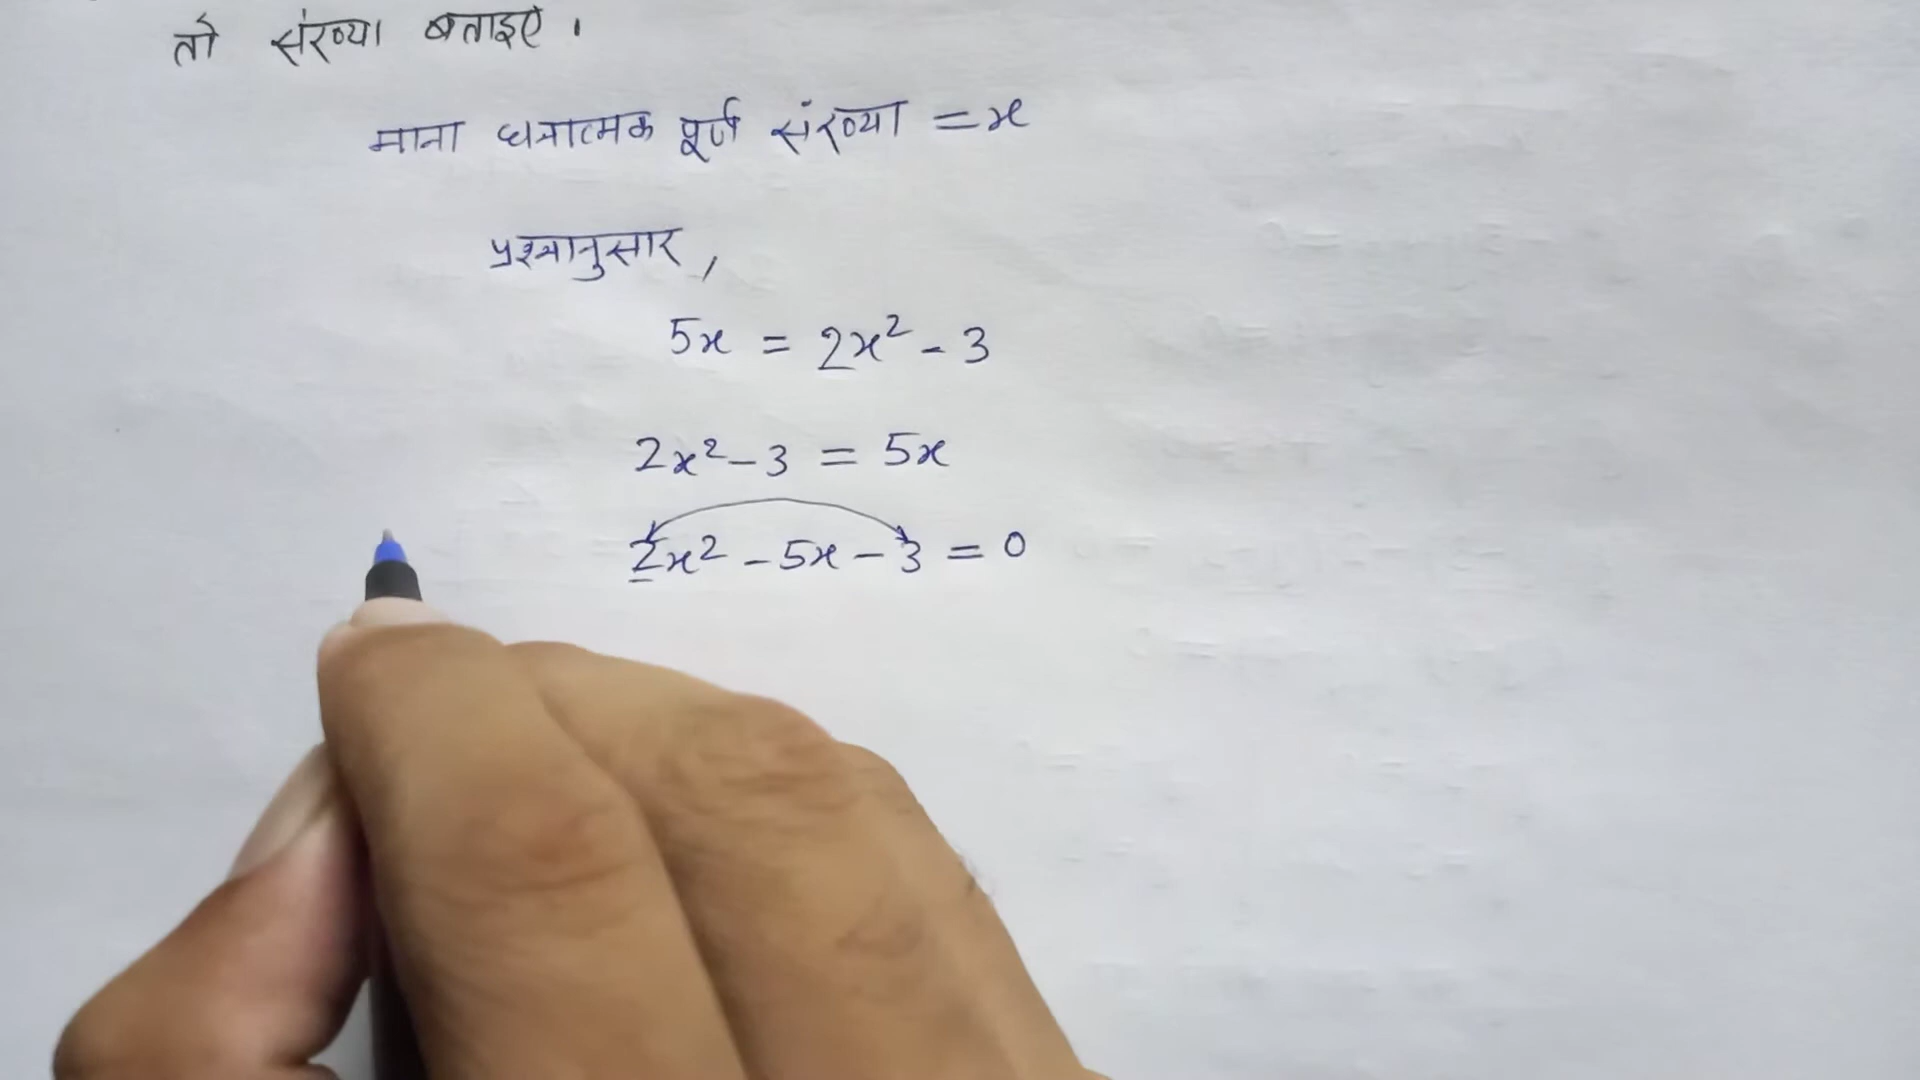 तो संख्या बताइए ।
माना धनात्मक पूर्ण संख्या = x
प्रश्नानुसार,
5x = 2x² - 3
2x² - 3 = 5x
2x² - 5x - 3 = 0